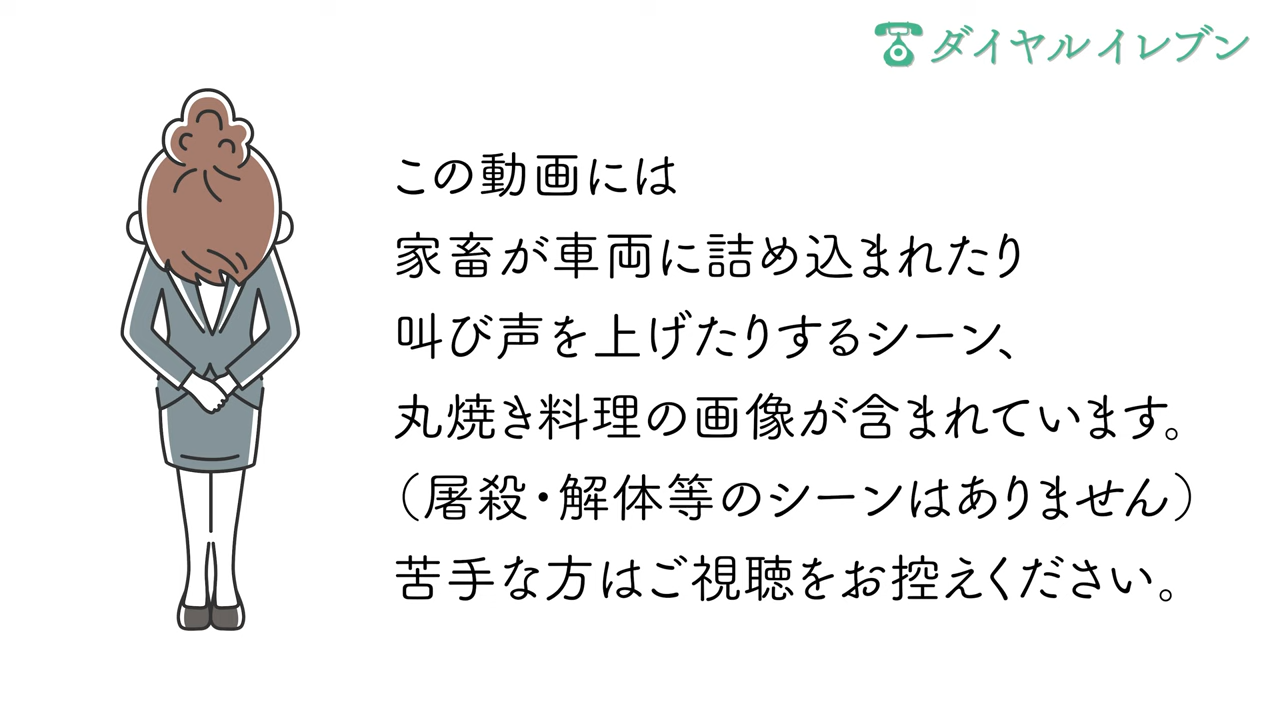 ダイヤルイレブン
この動画には
家畜が車両に詰め込まれたり
叫び声を上げたりするシーン、
丸焼き料理の画像が含まれています。
（屠殺・解体等のシーンはありません）
苦手な方はご視聴をお控えください。